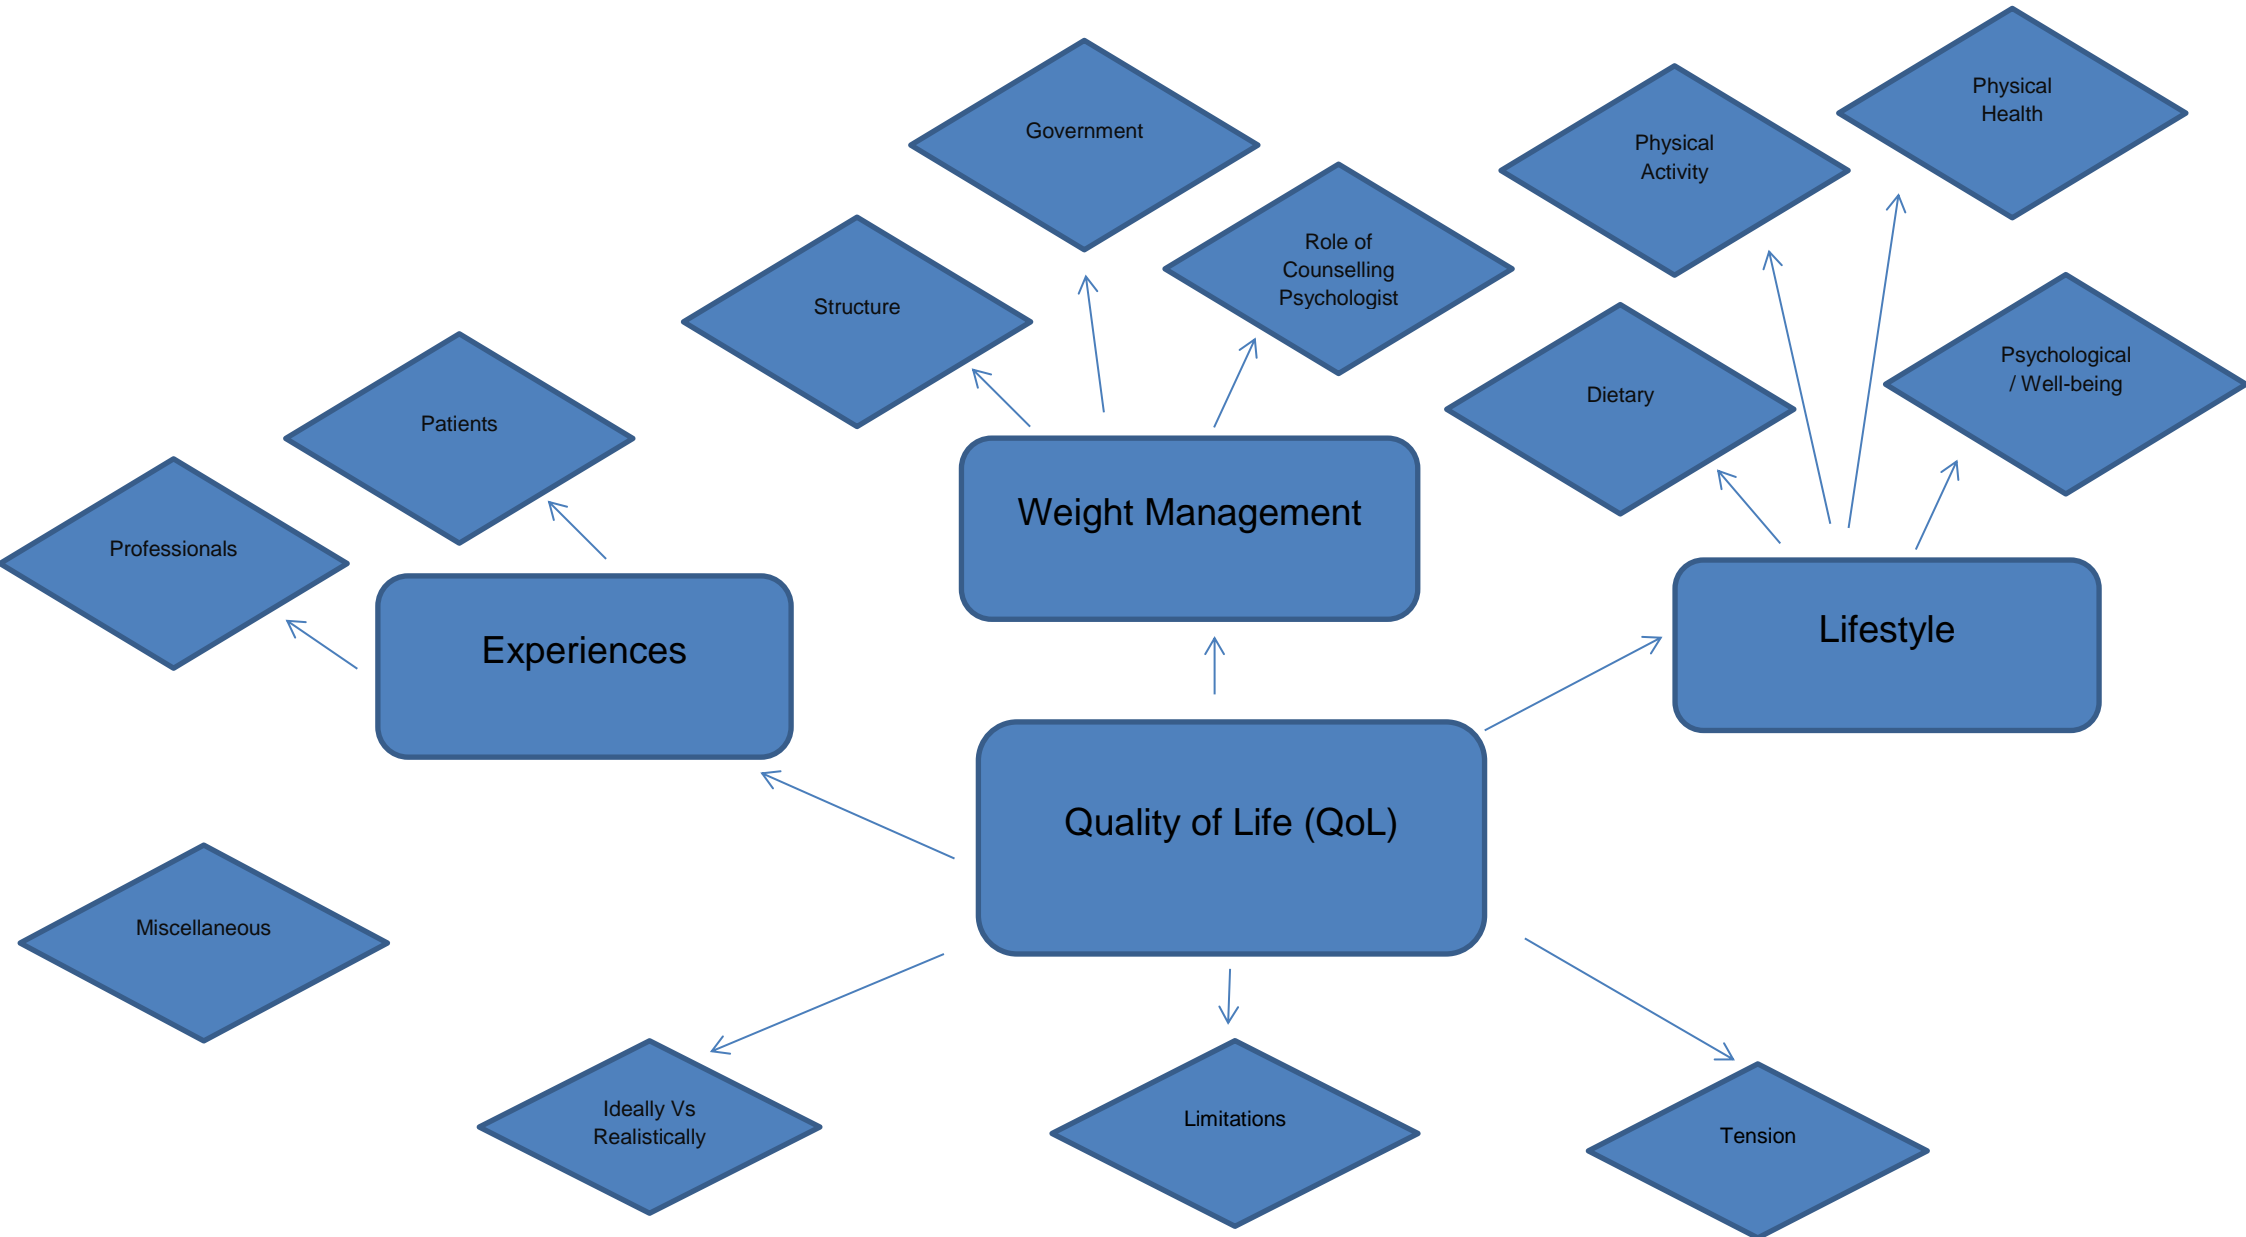 Physical
Health
Government
Physical
Activity
Role of
Counselling
Psychologist
Structure
Psychological
/ Well-being
Dietary
Patients
Weight Management
Professionals
Lifestyle
Experiences
Quality of Life (QoL)
Miscellaneous
Ideally Vs
Realistically
Limitations
Tension